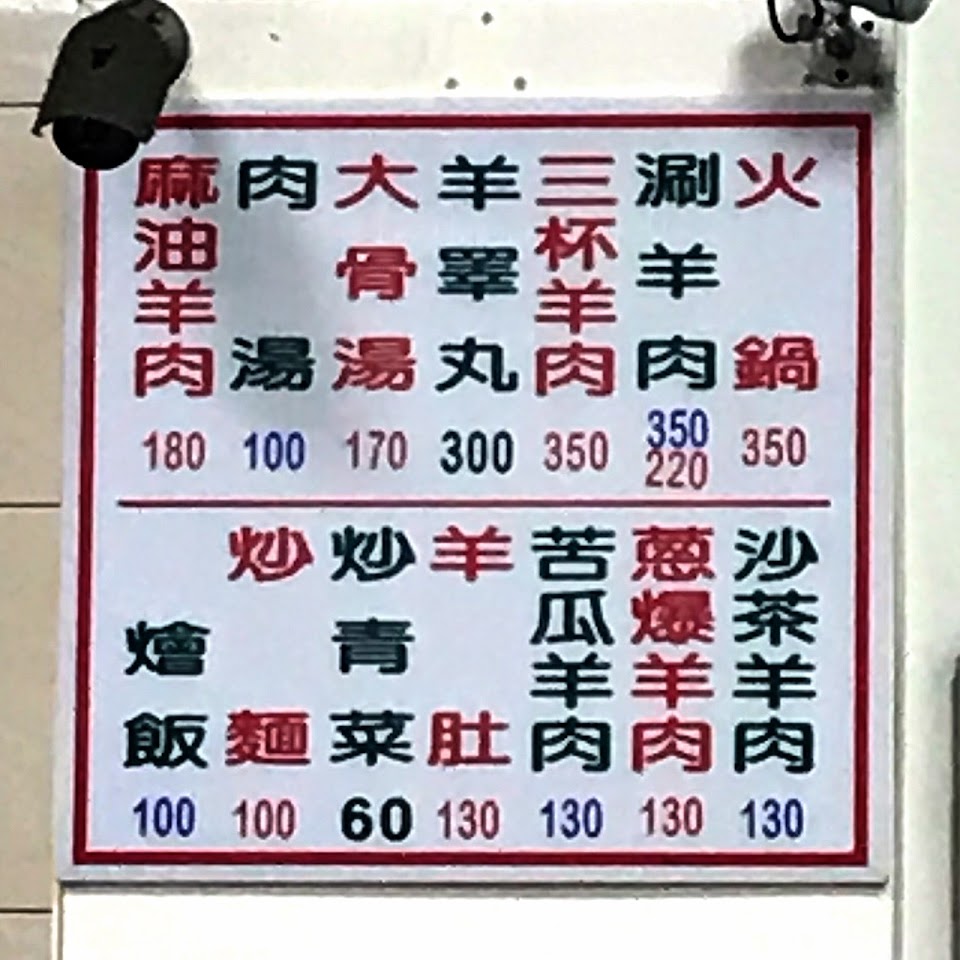 火鍋
350
涮羊肉
350
220
三杯羊肉
350
羊睪丸
300
大骨湯
170
肉湯
100
麻油羊肉
180
沙茶羊肉
130
蔥爆羊肉
130
苦瓜羊肉
130
羊肚
130
炒青菜
60
炒麵
100
燴飯
100